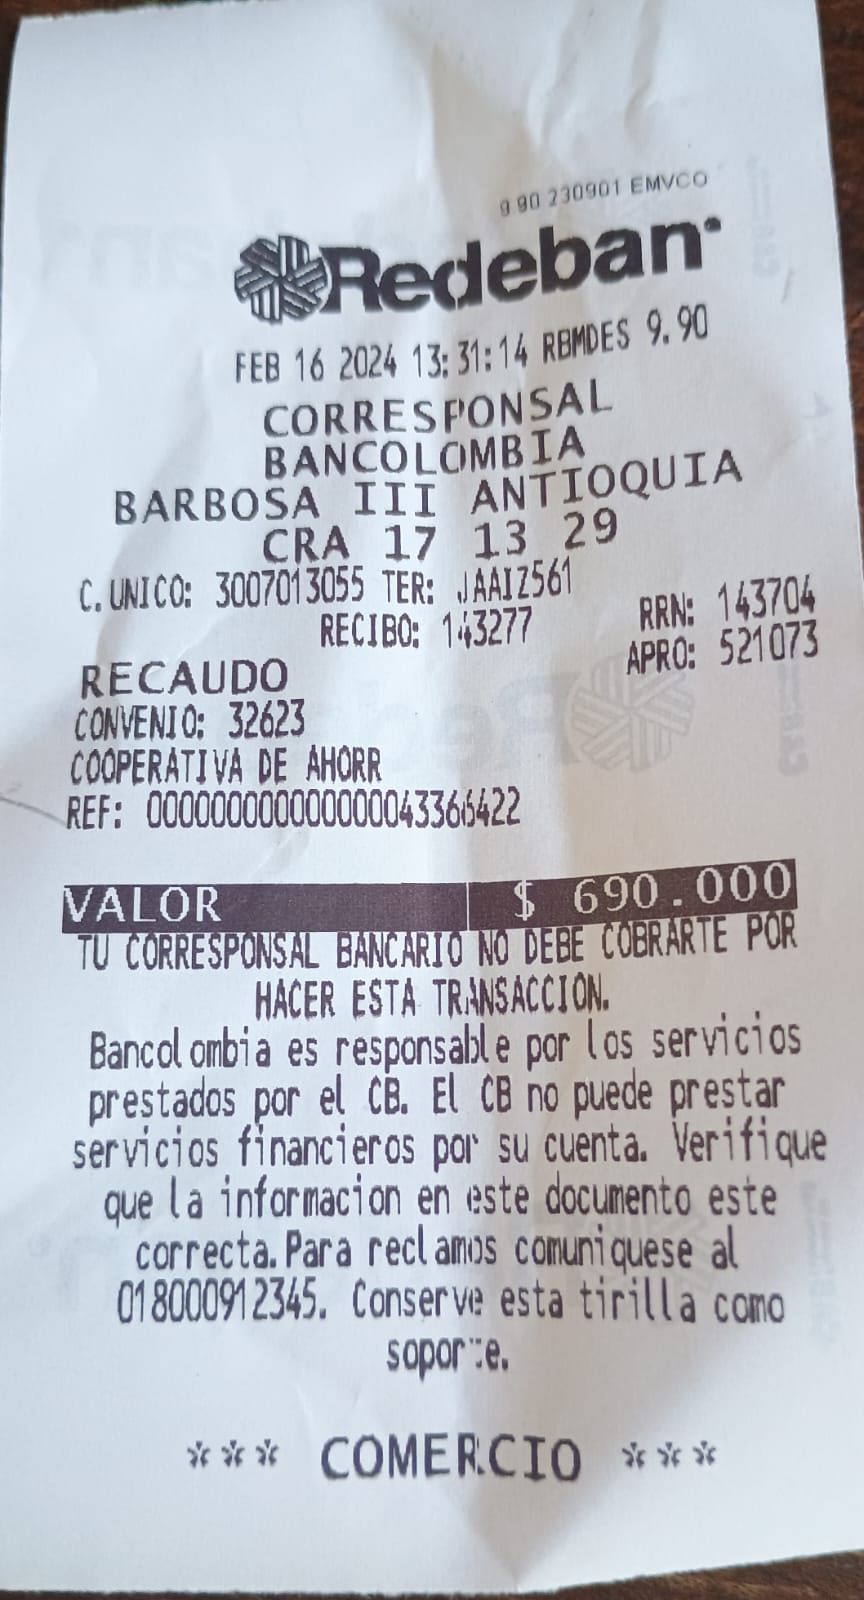 9.90 230901 EMVCO
Redeban
FEB 16 2024 13:31:14 RBMDES 9.90
CORRESPONSAL
BANCOLOMBIA
BARBOSA III ANTIOQUIA
CRA 17 13 29
C. UNICO: 3007013055 TER: JAAIZ561
RECIBO: 143277 RRN: 143704
APRO: 521073
RECAUDO
CONVENIO: 32623
COOPERATIVA DE AHORR
REF: 000000000000000043366422
VALOR $ 690.000
TU CORRESPONSAL BANCARIO NO DEBE COBRARTE POR
HACER ESTA TRANSACCION.
Bancolombia es responsable por los servicios
prestados por el CB. El CB no puede prestar
servicios financieros por su cuenta. Verifique
que la informacion en este documento este
correcta. Para reclamos comuniquese al
018000912345. Conserve esta tirilla como
soporte.
*** COMERCIO ***